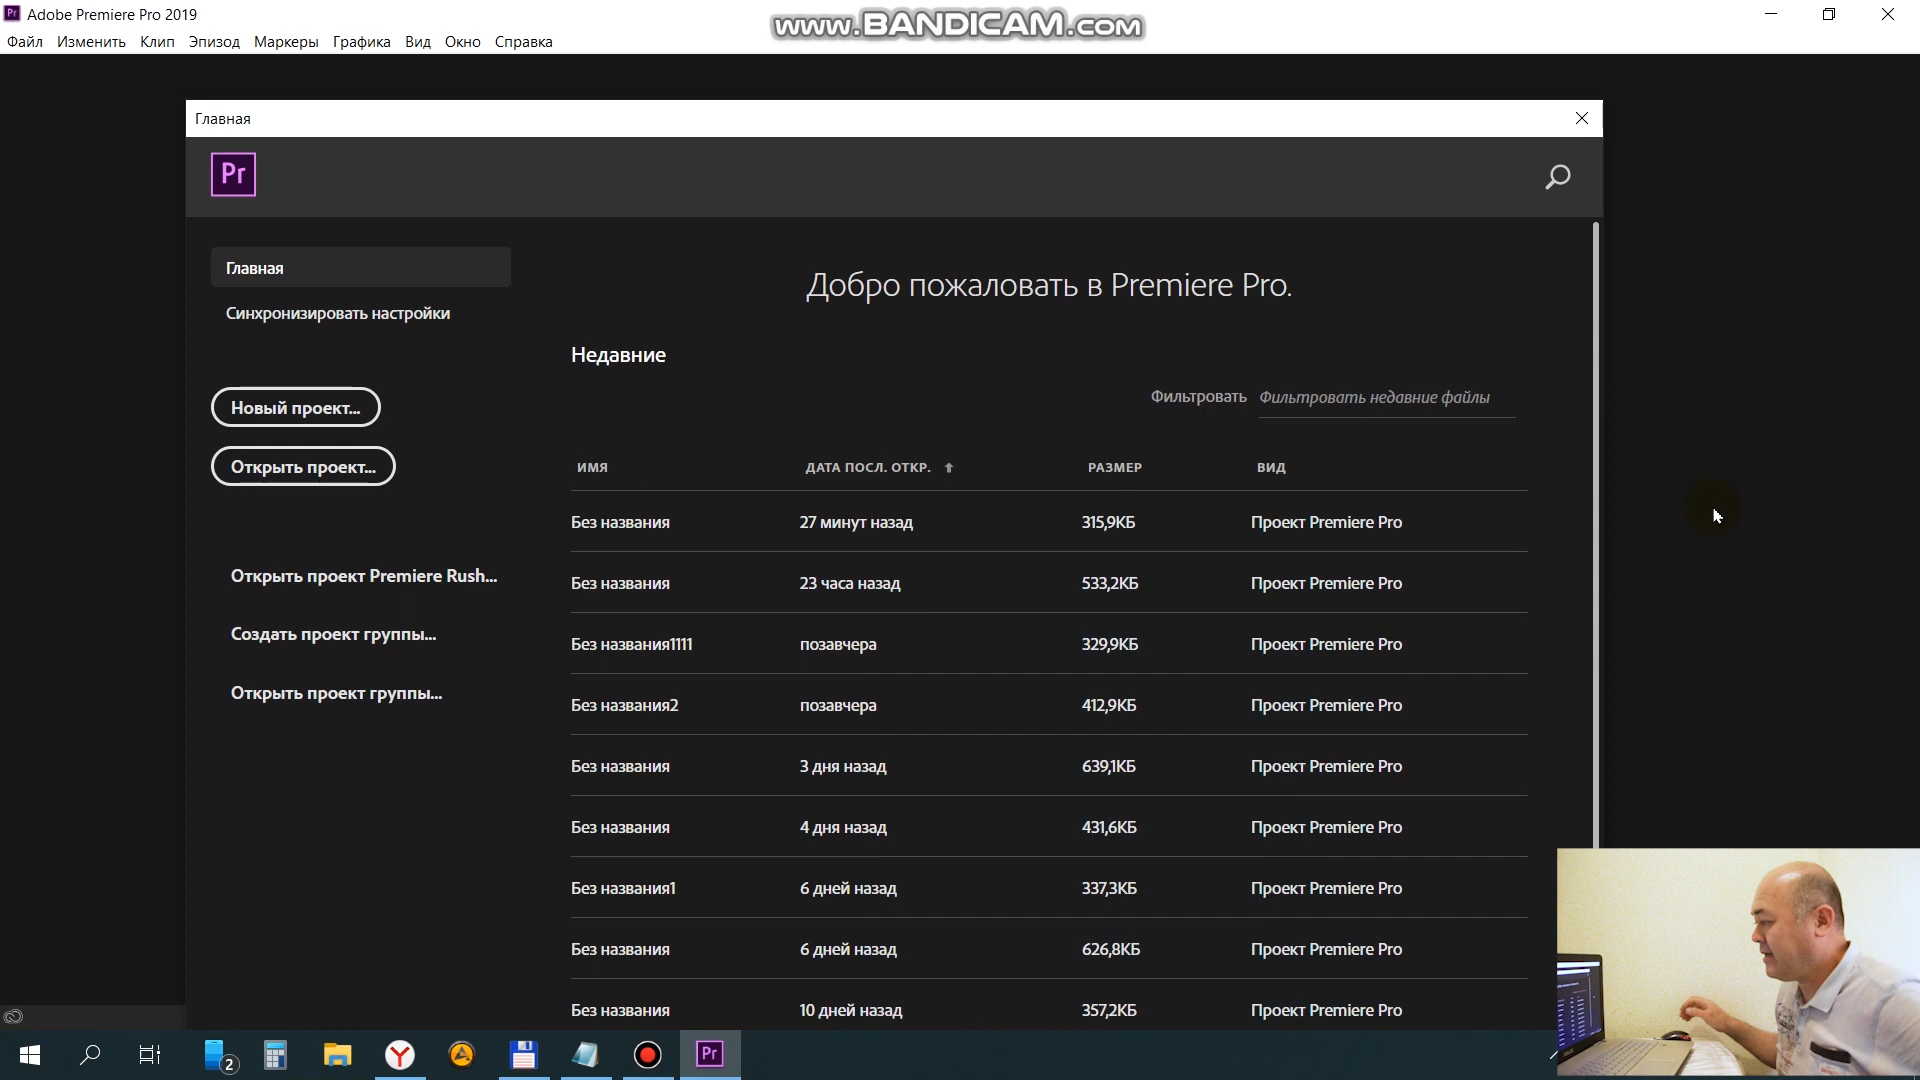 Adobe Premiere Pro 2019
www.BANDICAM.com
Файл Изменить Клип Эпизод Маркеры Графика Вид Окно Справка
Главная
Pr
Главная
Синхронизировать настройки
Новый проект...
Открыть проект...
Открыть проект Premiere Rush...
Создать проект группы...
Открыть проект группы...
Добро пожаловать в Premiere Pro.
Недавние
Фильтровать Фильтровать недавние файлы
ИМЯ ДАТА ПОСЛ. ОТКР. РАЗМЕР ВИД
Без названия 27 минут назад 315,9КБ Проект Premiere Pro
Без названия 23 часа назад 533,2КБ Проект Premiere Pro
Без названия1111 позавчера 329,9КБ Проект Premiere Pro
Без названия2 позавчера 412,9КБ Проект Premiere Pro
Без названия 3 дня назад 639,1КБ Проект Premiere Pro
Без названия 4 дня назад 431,6КБ Проект Premiere Pro
Без названия1 6 дней назад 337,3КБ Проект Premiere Pro
Без названия 6 дней назад 626,8КБ Проект Premiere Pro
Без названия 10 дней назад 357,2КБ Проект Premiere Pro
2
Pr